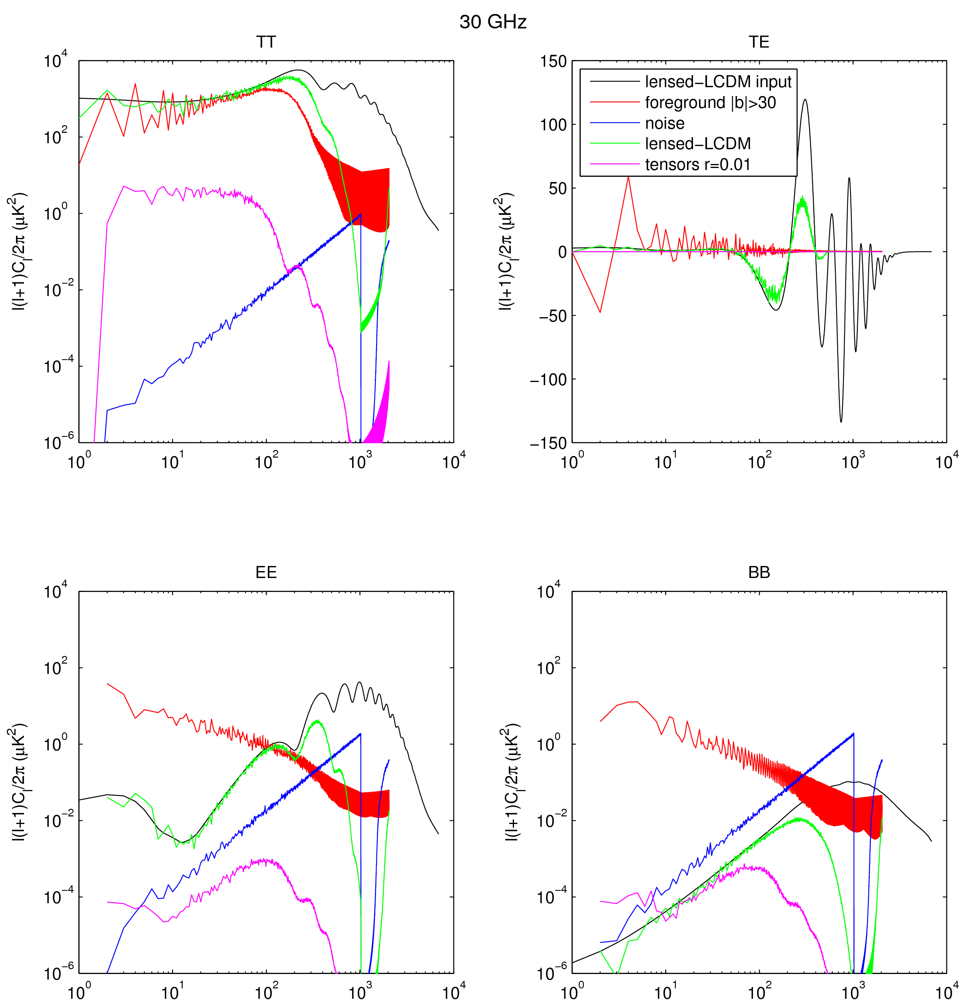 30 GHz
TT
10^4
10^2
10^0
10^−2
10^−4
10^−6
10^0 10^1 10^2 10^3 10^4
l(l+1)C_l/2π (μK^2)
TE
150
100
50
0
−50
−100
−150
10^0 10^1 10^2 10^3 10^4
l(l+1)C_l/2π (μK^2)
lensed−LCDM input
foreground |b|>30
noise
lensed−LCDM
tensors r=0.01
EE
10^4
10^2
10^0
10^−2
10^−4
10^−6
10^0 10^1 10^2 10^3 10^4
l(l+1)C_l/2π (μK^2)
BB
10^4
10^2
10^0
10^−2
10^−4
10^−6
10^0 10^1 10^2 10^3 10^4
l(l+1)C_l/2π (μK^2)